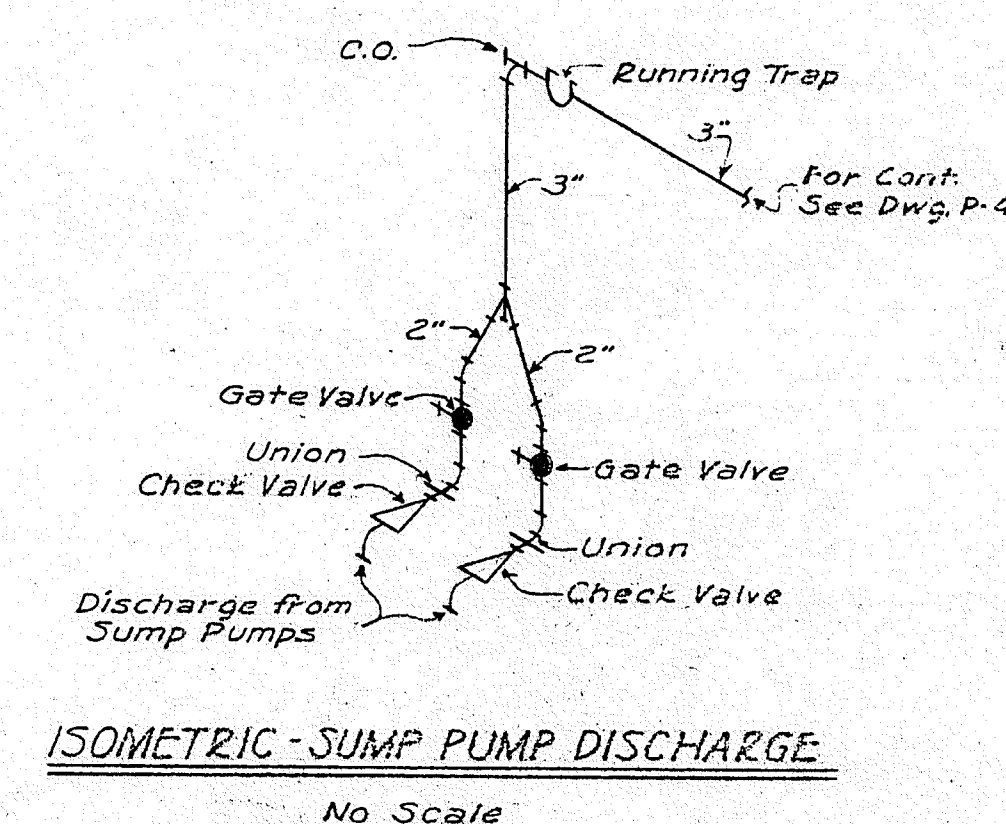 C.O.
Running Trap
3"
For Cont.
See Dwg. P-4
3"
2"
2"
Gate Valve
Gate Valve
Union
Check Valve
Union
Check Valve
Discharge from
Sump Pumps
ISOMETRIC - SUMP PUMP DISCHARGE
No Scale